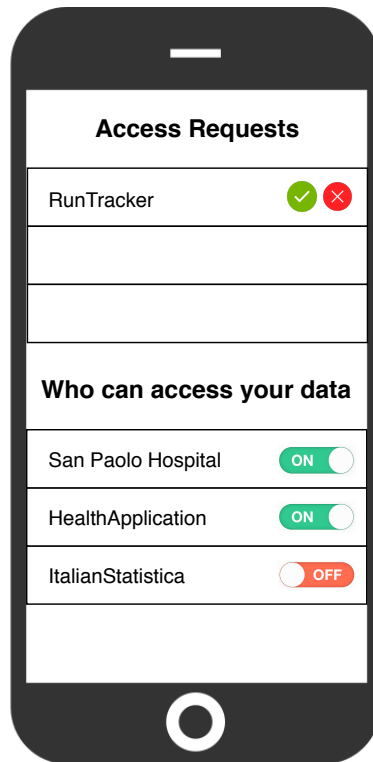 Access Requests
RunTracker
Who can access your data
San Paolo Hospital ON
HealthApplication ON
ItalianStatistica OFF